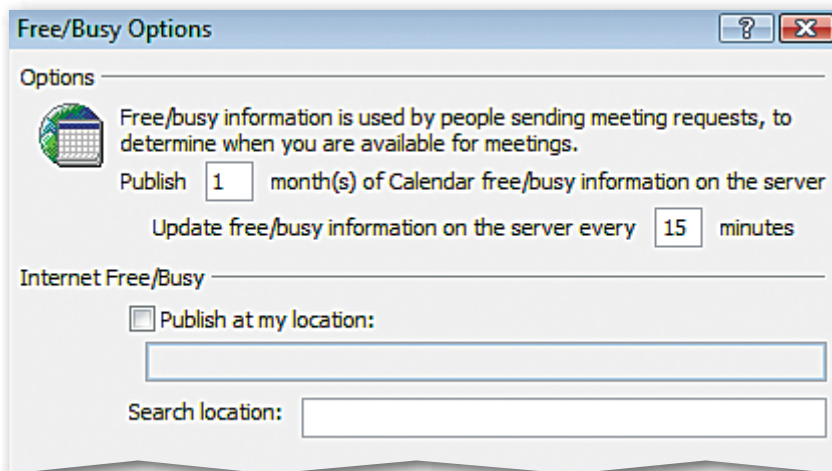 Free/Busy Options
Options
Free/busy information is used by people sending meeting requests, to
determine when you are available for meetings.
Publish 1 month(s) of Calendar free/busy information on the server
Update free/busy information on the server every 15 minutes
Internet Free/Busy
Publish at my location:
Search location: